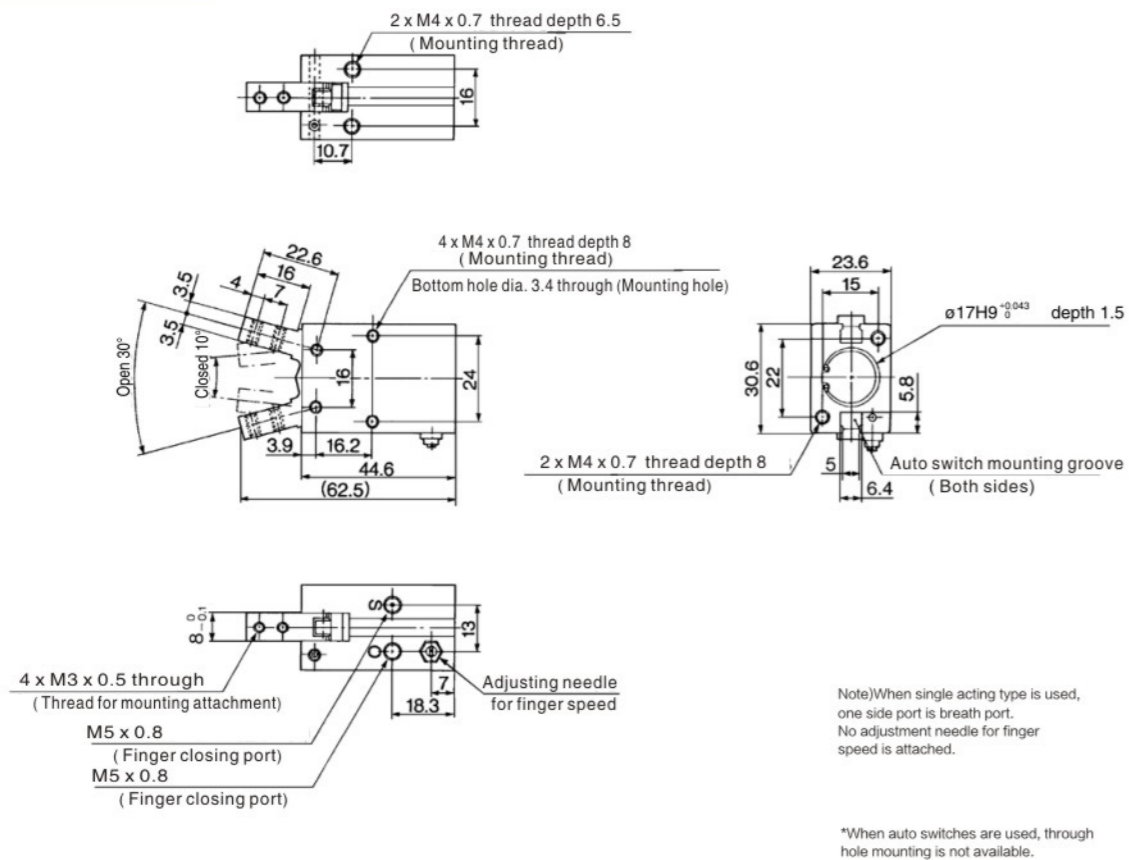 2 x M4 x 0.7 thread depth 6.5
( Mounting thread)
16
10.7
4 x M4 x 0.7 thread depth 8
(Mounting thread)
Bottom hole dia. 3.4 through (Mounting hole)
22.6
16
4
7
3.5
3.5
Open 30°
Closed 10°
16
24
3.9
16.2
44.6
(62.5)
23.6
15
ø17H9 +0.043 0 depth 1.5
30.6
22
5.8
2 x M4 x 0.7 thread depth 8
( Mounting thread)
5
6.4
Auto switch mounting groove
( Both sides)
8 0 -0.1
S
O
13
7
18.3
4 x M3 x 0.5 through
( Thread for mounting attachment)
M5 x 0.8
( Finger closing port)
M5 x 0.8
( Finger closing port)
Adjusting needle
for finger speed
Note)When single acting type is used,
one side port is breath port.
No adjustment needle for finger
speed is attached.
*When auto switches are used, through
hole mounting is not available.